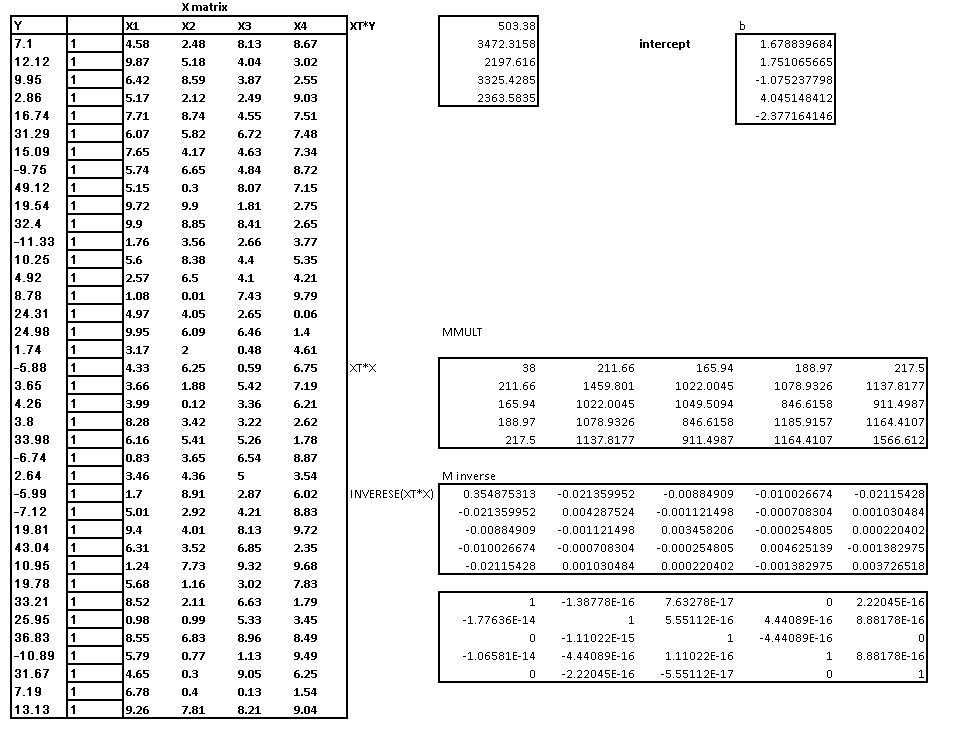 X matrix
Y X1 X2 X3 X4 XT*Y 503.38 b
7.1 1 4.58 2.48 8.13 8.67 3472.3158 intercept 1.678839684
12.12 1 9.87 5.18 4.04 3.02 2197.616 1.751065665
9.95 1 6.42 8.59 3.87 2.55 3325.4285 -1.075237798
2.86 1 5.17 2.12 2.49 9.03 2363.5835 4.045148412
16.74 1 7.71 8.74 4.55 7.51 -2.377164146
31.29 1 6.07 5.82 6.72 7.48
15.09 1 7.65 4.17 4.63 7.34
-9.75 1 5.74 6.65 4.84 8.72
49.12 1 5.15 0.3 8.07 7.15
19.54 1 9.72 9.9 1.81 2.75
32.4 1 9.9 8.85 8.41 2.65
-11.33 1 1.76 3.56 2.66 3.77
10.25 1 5.6 8.38 4.4 5.35
4.92 1 2.57 6.5 4.1 4.21
8.78 1 1.08 0.01 7.43 9.79
24.31 1 4.97 4.05 2.65 0.06
24.98 1 9.95 6.09 6.46 1.4 MMULT
1.74 1 3.17 2 0.48 4.61
-5.88 1 4.33 6.25 0.59 6.75 XT*X 38 211.66 165.94 188.97 217.5
3.65 1 3.66 1.88 5.42 7.19 211.66 1459.801 1022.0045 1078.9326 1137.8177
4.26 1 3.99 0.12 3.36 6.21 165.94 1022.0045 1049.5094 846.6158 911.4987
3.8 1 8.28 3.42 3.22 2.62 188.97 1078.9326 846.6158 1185.9157 1164.4107
33.98 1 6.16 5.41 5.26 1.78 217.5 1137.8177 911.4987 1164.4107 1566.612
-6.74 1 0.83 3.65 6.54 8.87
2.64 1 3.46 4.36 5 3.54 M inverse
-5.99 1 1.7 8.91 2.87 6.02 INVERESE(XT*X) 0.354875313 -0.021359952 -0.00884909 -0.010026674 -0.02115428
-7.12 1 5.01 2.92 4.21 8.83 -0.021359952 0.004287524 -0.001121498 -0.000708304 0.001030484
19.81 1 9.4 4.01 8.13 9.72 -0.00884909 -0.001121498 0.003458206 -0.000254805 0.000220402
43.04 1 6.31 3.52 6.85 2.35 -0.010026674 -0.000708304 -0.000254805 0.004625139 -0.001382975
10.95 1 1.24 7.73 9.32 9.68 -0.02115428 0.001030484 0.000220402 -0.001382975 0.003726518
19.78 1 5.68 1.16 3.02 7.83
33.21 1 8.52 2.11 6.63 1.79 1 -1.38778E-16 7.63278E-17 0 2.22045E-16
25.95 1 0.98 0.99 5.33 3.45 -1.77636E-14 1 5.55112E-16 4.44089E-16 8.88178E-16
36.83 1 8.55 6.83 8.96 8.49 0 -1.11022E-15 1 -4.44089E-16 0
-10.89 1 5.79 0.77 1.13 9.49 -1.06581E-14 -4.44089E-16 1.11022E-16 1 8.88178E-16
31.67 1 4.65 0.3 9.05 6.25 0 -2.22045E-16 -5.55112E-17 0 1
7.19 1 6.78 0.4 0.13 1.54
13.13 1 9.26 7.81 8.21 9.04